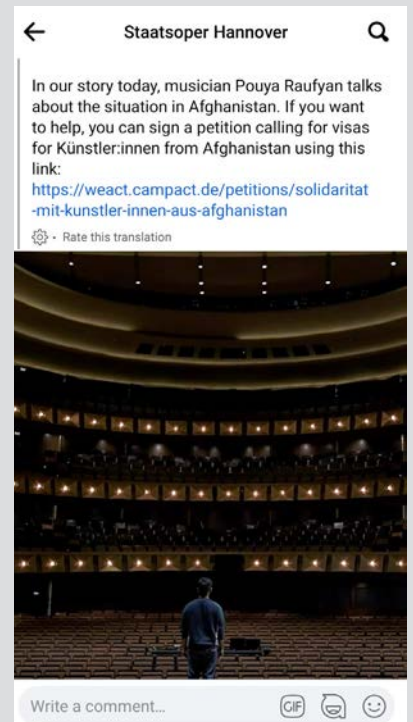 Staatsoper Hannover
In our story today, musician Pouya Raufyan talks
about the situation in Afghanistan. If you want
to help, you can sign a petition calling for visas
for Künstler:innen from Afghanistan using this
link:
https://weact.campact.de/petitions/solidaritat
-mit-kunstler-innen-aus-afghanistan
· Rate this translation
Write a comment...
GIF